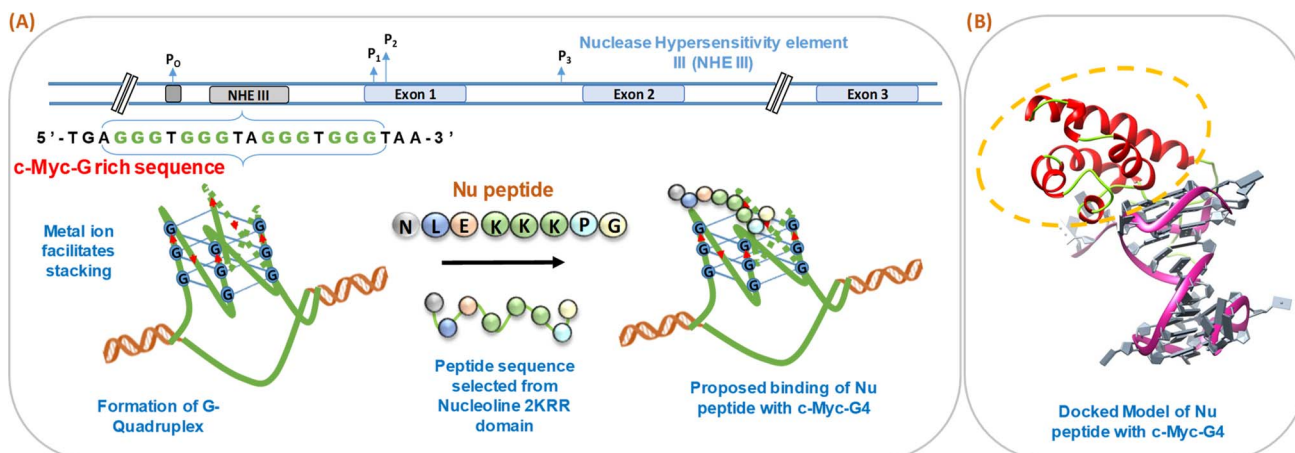 (A)
Nuclease Hypersensitivity element
III (NHE III)
P0
P1
P2
P3
NHE III
Exon 1
Exon 2
Exon 3
5’-TGAGGGTGGGTAGGGTGGGTAA-3’
c-Myc-G rich sequence
Metal ion
facilitates
stacking
G G G G G G G G G
Formation of G-
Quadruplex
Nu peptide
N L E K K K P G
Peptide sequence
selected from
Nucleoline 2KRR
domain
G G G G G G G G G
Proposed binding of Nu
peptide with c-Myc-G4
(B)
Docked Model of Nu
peptide with c-Myc-G4